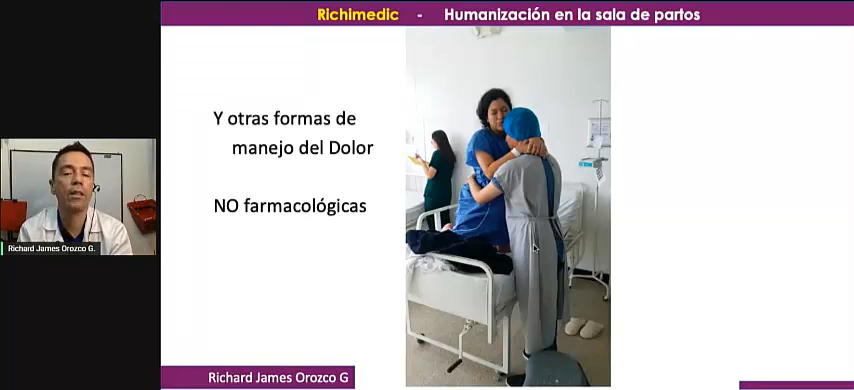 Richimedic - Humanización en la sala de partos
Y otras formas de
manejo del Dolor
NO farmacológicas
Richard James Orozco G.
Richard James Orozco G